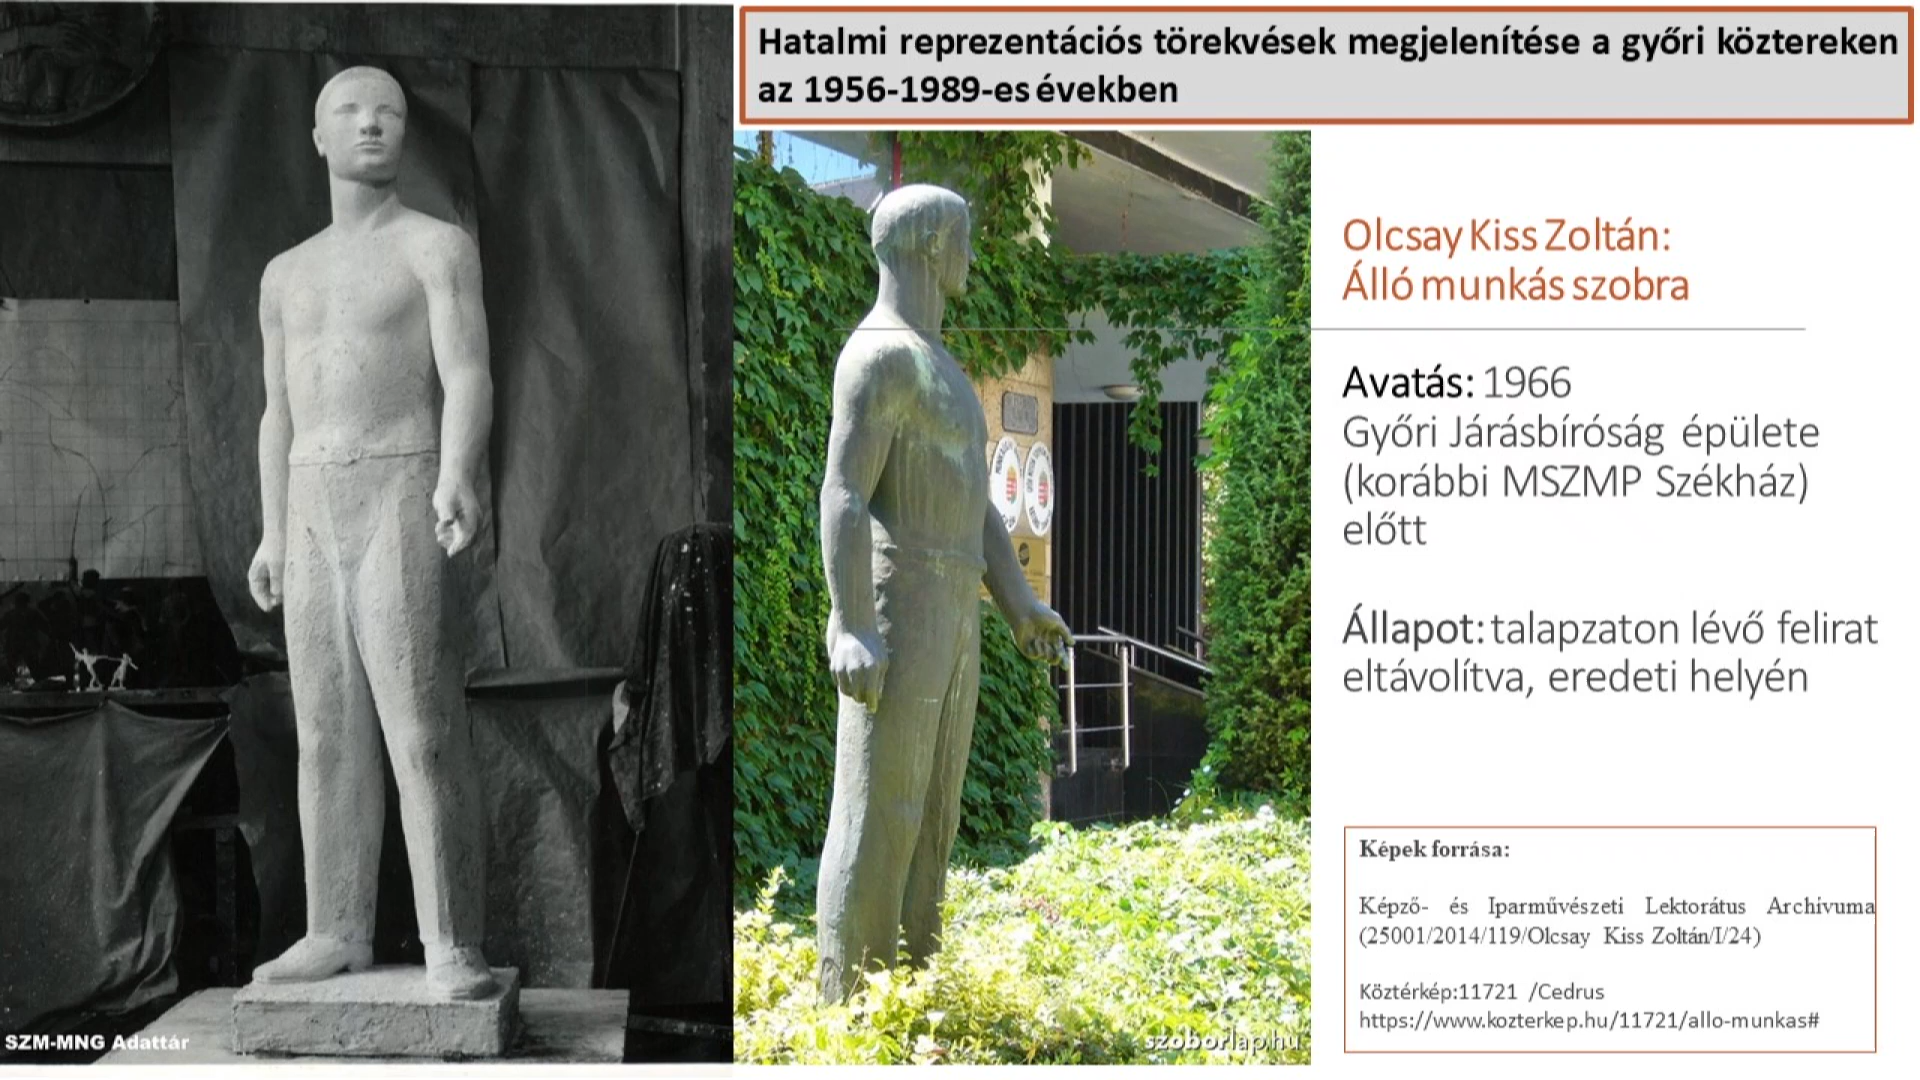 Hatalmi reprezentációs törekvések megjelenítése a győri köztereken
az 1956-1989-es években
Olcsay Kiss Zoltán:
Álló munkás szobra
Avatás: 1966
Győri Járásbíróság épülete
(korábbi MSZMP Székház)
előtt
Állapot: talapzaton lévő felirat
eltávolítva, eredeti helyén
Képek forrása:
Képző- és Iparművészeti Lektorátus Archívuma
(25001/2014/119/Olcsay Kiss Zoltán/I/24)
Köztérkép:11721 /Cedrus
https://www.kozterkep.hu/11721/allo-munkas#
SZM-MNG Adattár
szoborlap.hu